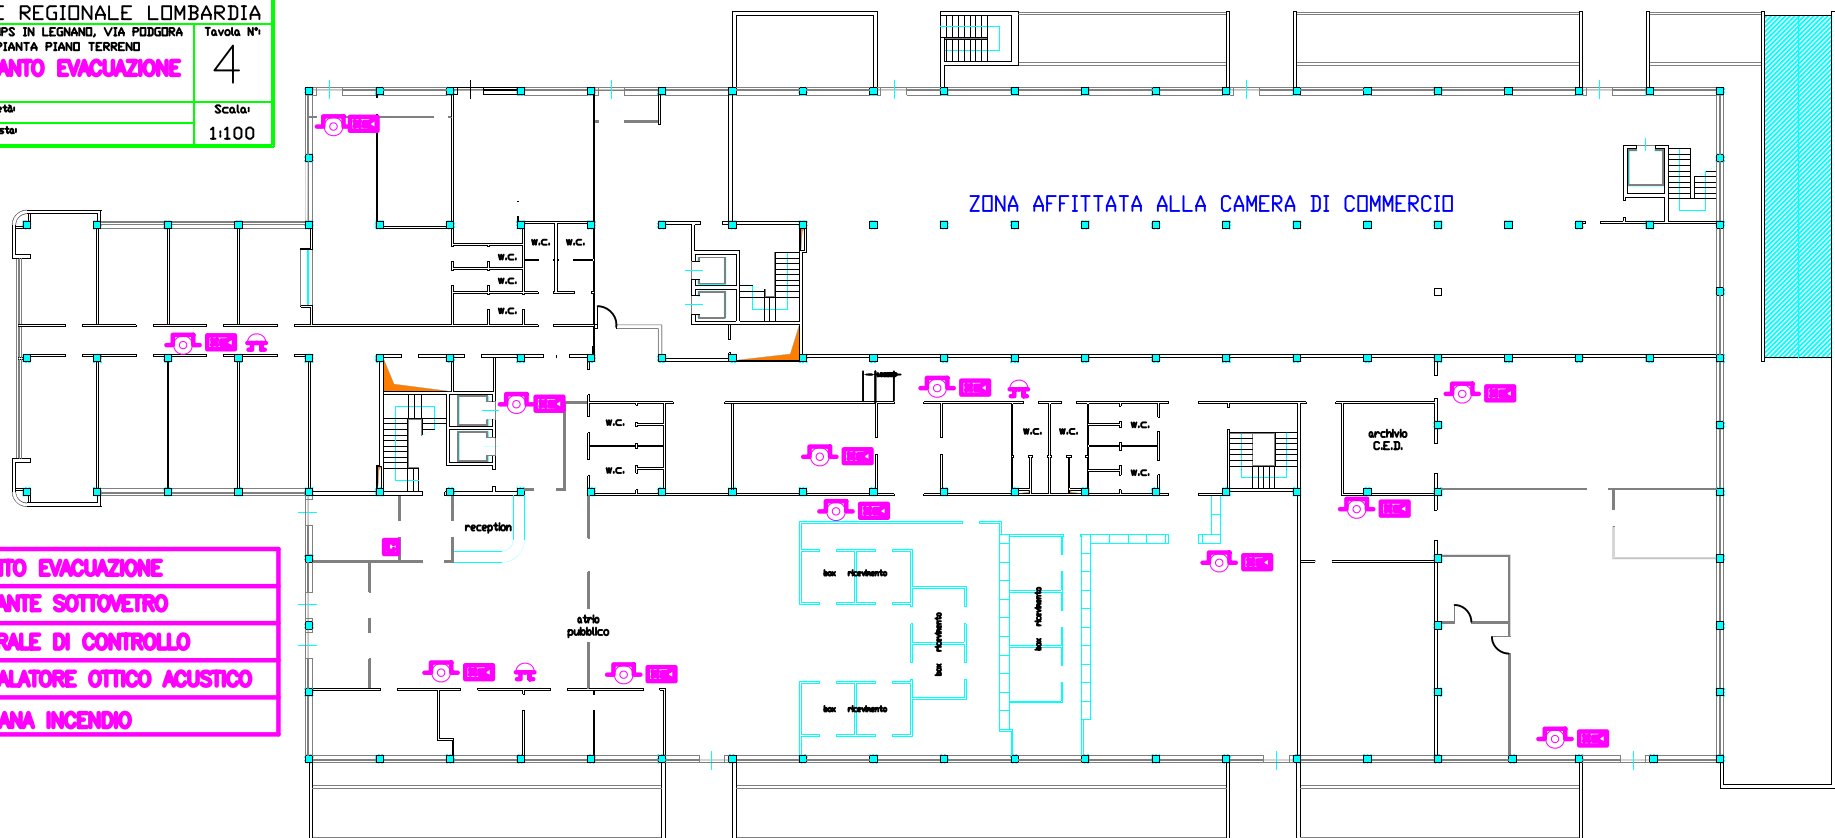 E REGIONALE LOMBARDIA
PS IN LEGNANO, VIA PODGORA
PIANTA PIANO TERRENO
ANTO EVACUAZIONE
Tavola N°:
4
Scala:
1:100
ZONA AFFITTATA ALLA CAMERA DI COMMERCIO
W.C.
W.C.
W.C.
W.C.
W.C.
W.C.
W.C.
W.C.
W.C.
W.C.
W.C.
archivio
C.E.D.
reception
atrio
pubblico
box ricevimento
box ricevimento
box ricevimento
box ricevimento
NTO EVACUAZIONE
ANTE SOTTOVETRO
RALE DI CONTROLLO
ALATORE OTTICO ACUSTICO
ANA INCENDIO